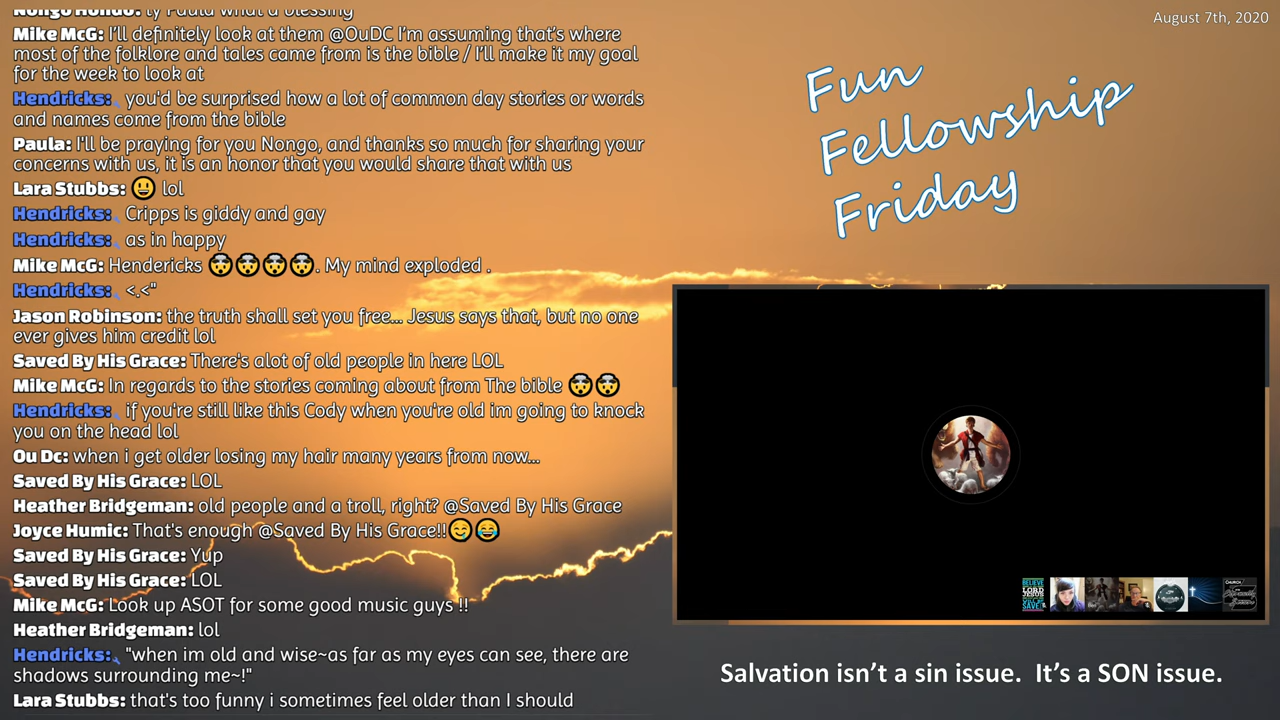 Nongo Hondo: ty Paula what a blessing
Mike McG: I'll definitely look at them @OuDC I'm assuming that's where
most of the folklore and tales came from is the bible / I'll make it my goal
for the week to look at
Hendricks: you'd be surprised how a lot of common day stories or words
and names come from the bible
Paula: I'll be praying for you Nongo, and thanks so much for sharing your
concerns with us, it is an honor that you would share that with us
Lara Stubbs: 😃 lol
Hendricks: Cripps is giddy and gay
Hendricks: as in happy
Mike McG: Hendericks 🤯🤯🤯🤯. My mind exploded .
Hendricks: <.<"
Jason Robinson: the truth shall set you free... Jesus says that, but no one
ever gives him credit lol
Saved By His Grace: There's alot of old people in here LOL
Mike McG: In regards to the stories coming about from The bible 🤯🤯
Hendricks: if you're still like this Cody when you're old im going to knock
you on the head lol
Ou Dc: when i get older losing my hair many years from now...
Saved By His Grace: LOL
Heather Bridgeman: old people and a troll, right? @Saved By His Grace
Joyce Humic: That's enough @Saved By His Grace!!🤣😂
Saved By His Grace: Yup
Saved By His Grace: LOL
Mike McG: Look up ASOT for some good music guys !!
Heather Bridgeman: lol
Hendricks: "when im old and wise~as far as my eyes can see, there are
shadows surrounding me~!"
Lara Stubbs: that's too funny i sometimes feel older than I should
August 7th, 2020
Fun
Fellowship
Friday
BELIEVE
LORD
JESUS
SAVE
CHURCH
Salvation isn't a sin issue. It's a SON issue.